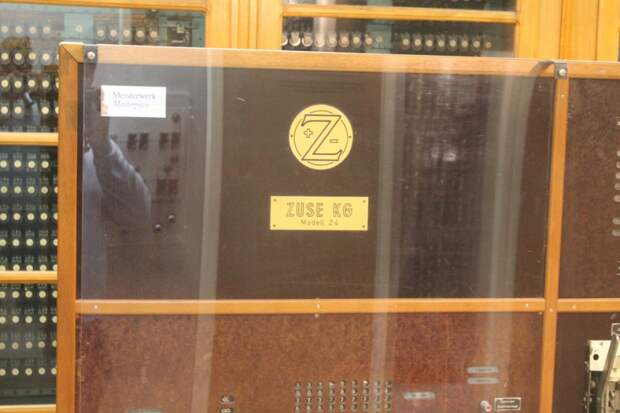 Meisterwerk
Masterpiece
+Z-
ZUSE KG
Modell Z4